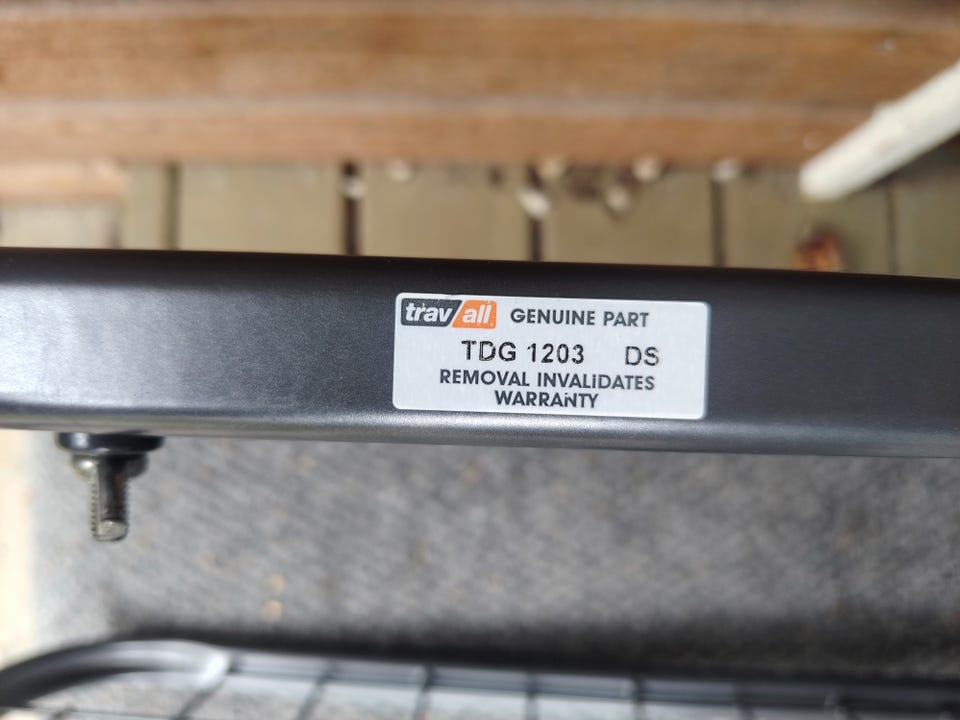 travall GENUINE PART
TDG 1203 DS
REMOVAL INVALIDATES
WARRANTY